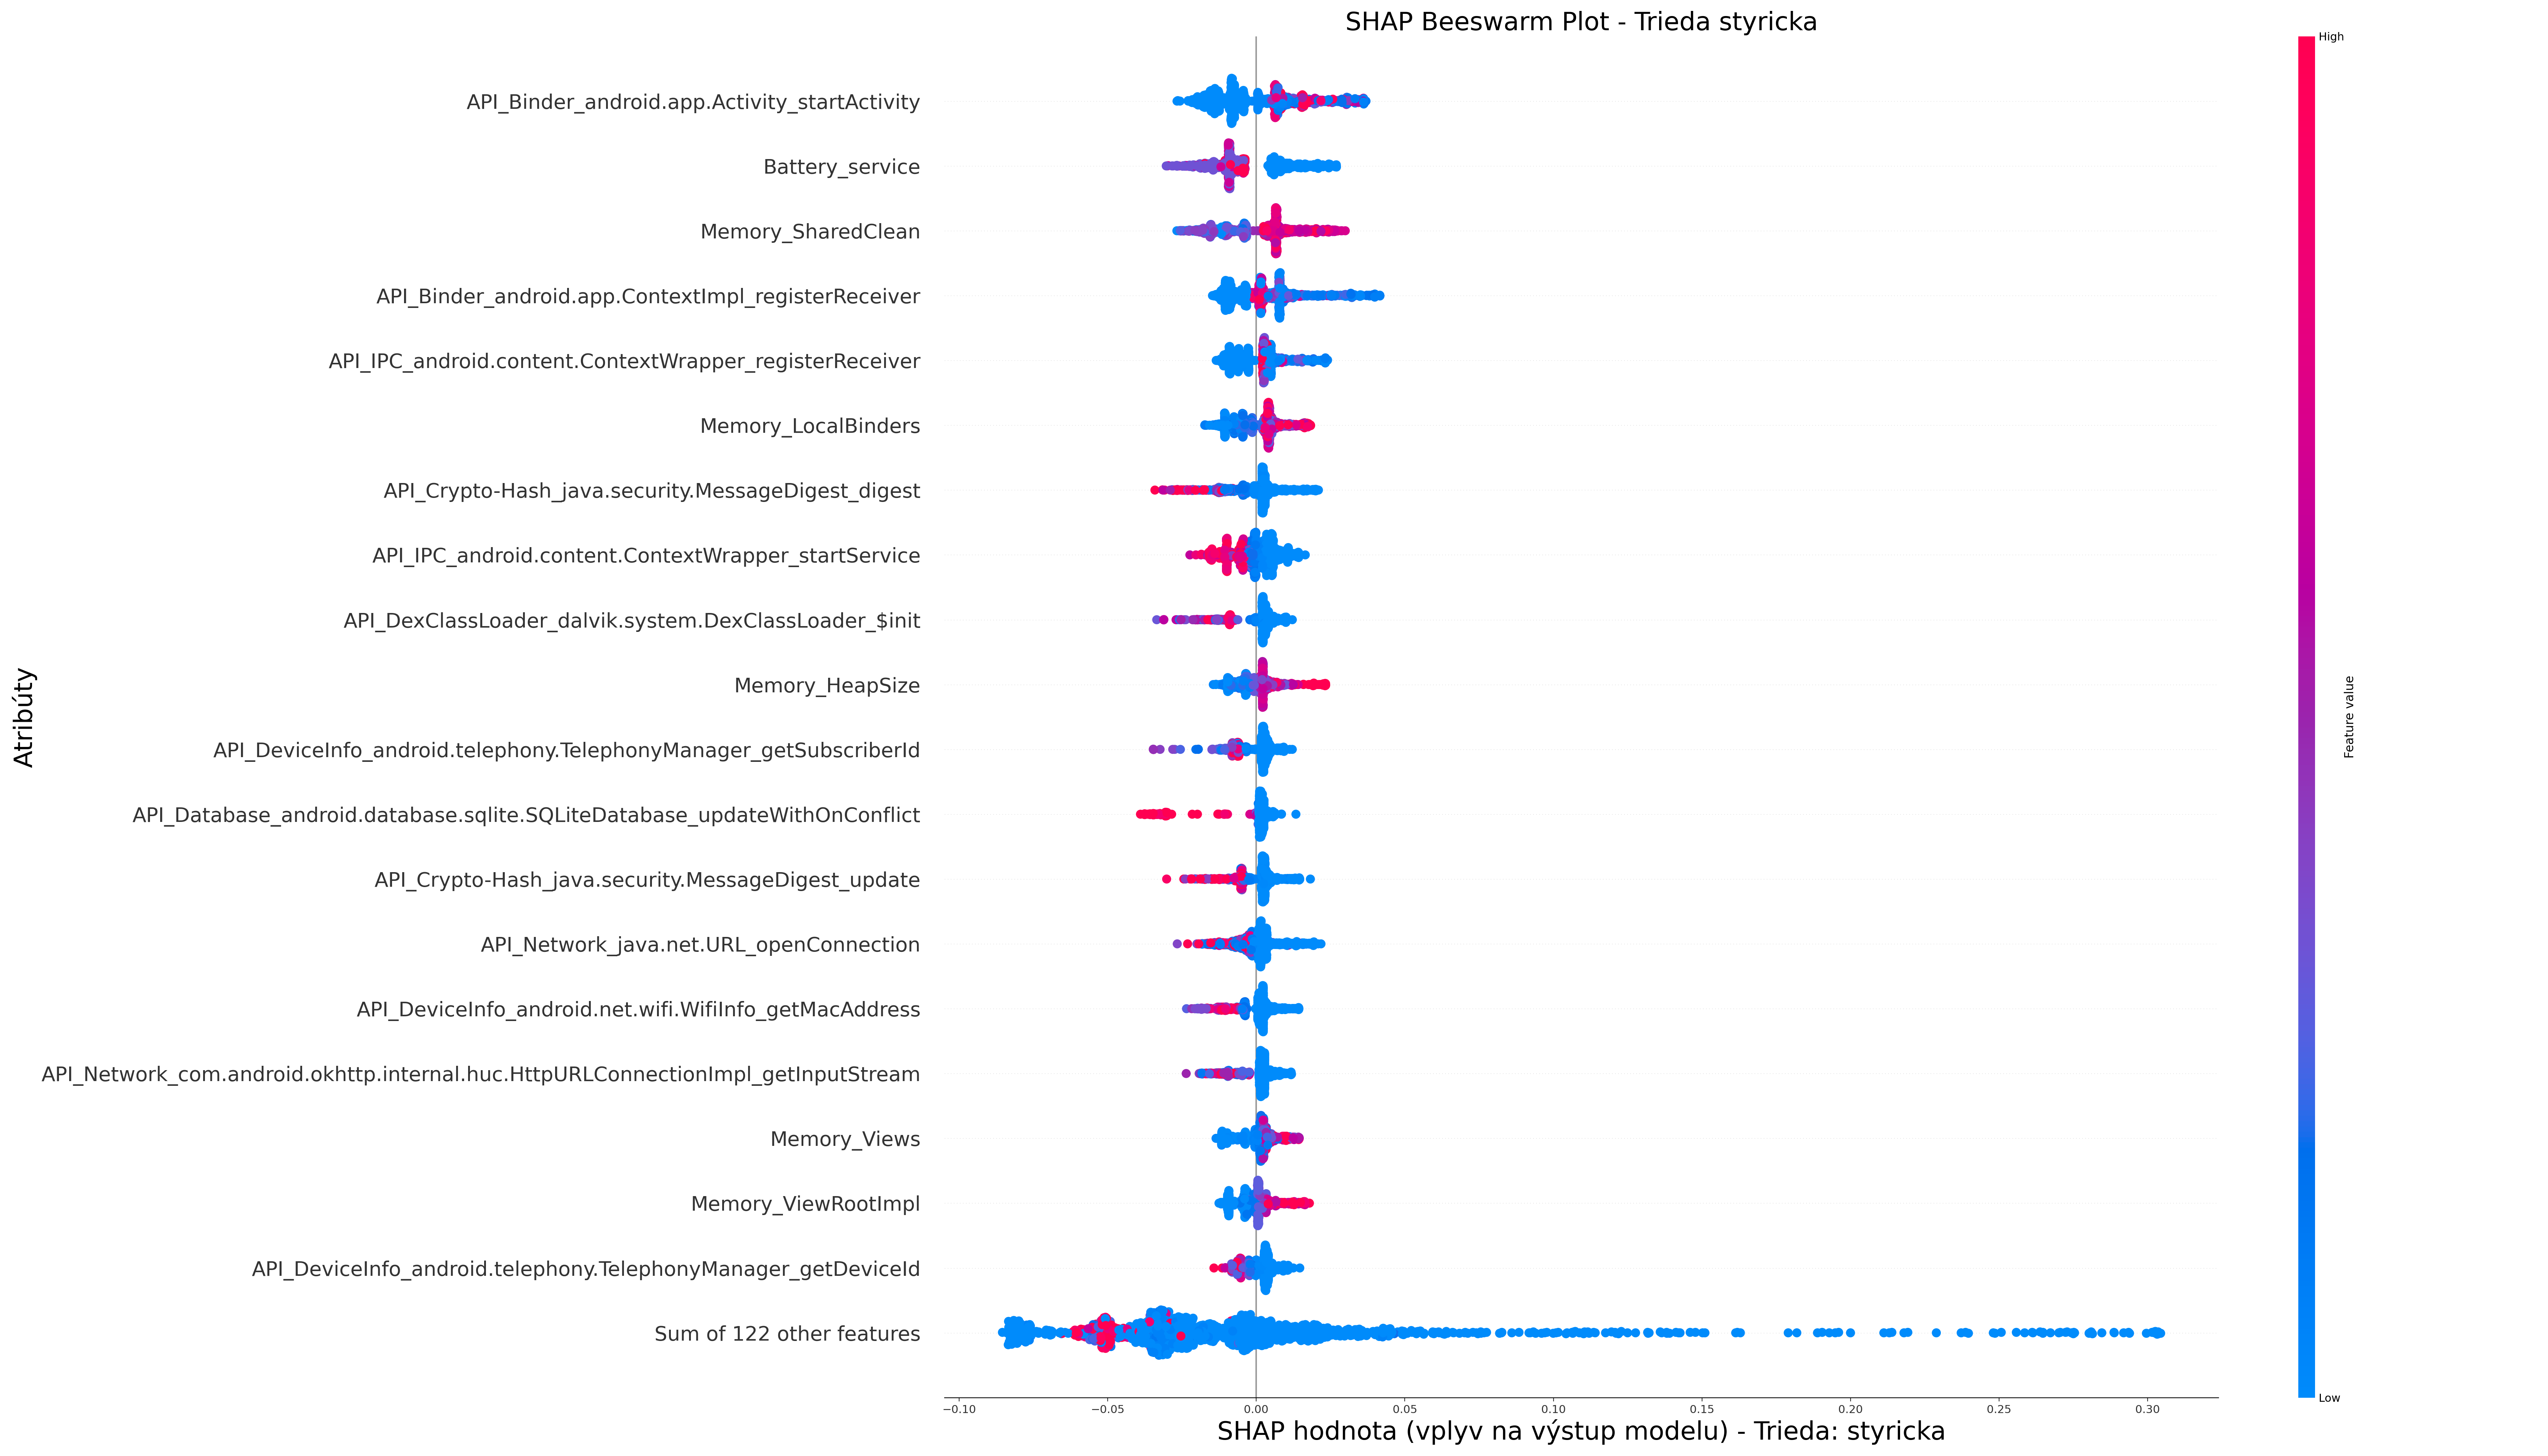 SHAP Beeswarm Plot - Trieda styricka
High
API_Binder_android.app.Activity_startActivity
Battery_service
Memory_SharedClean
API_Binder_android.app.ContextImpl_registerReceiver
API_IPC_android.content.ContextWrapper_registerReceiver
Memory_LocalBinders
API_Crypto-Hash_java.security.MessageDigest_digest
API_IPC_android.content.ContextWrapper_startService
API_DexClassLoader_dalvik.system.DexClassLoader_$init
Memory_HeapSize
API_DeviceInfo_android.telephony.TelephonyManager_getSubscriberId
API_Database_android.database.sqlite.SQLiteDatabase_updateWithOnConflict
API_Crypto-Hash_java.security.MessageDigest_update
API_Network_java.net.URL_openConnection
API_DeviceInfo_android.net.wifi.WifiInfo_getMacAddress
API_Network_com.android.okhttp.internal.huc.HttpURLConnectionImpl_getInputStream
Memory_Views
Memory_ViewRootImpl
API_DeviceInfo_android.telephony.TelephonyManager_getDeviceId
Sum of 122 other features
Atribúty
Feature value
Low
−0.10 −0.05 0.00 0.05 0.10 0.15 0.20 0.25 0.30
SHAP hodnota (vplyv na výstup modelu) - Trieda: styricka